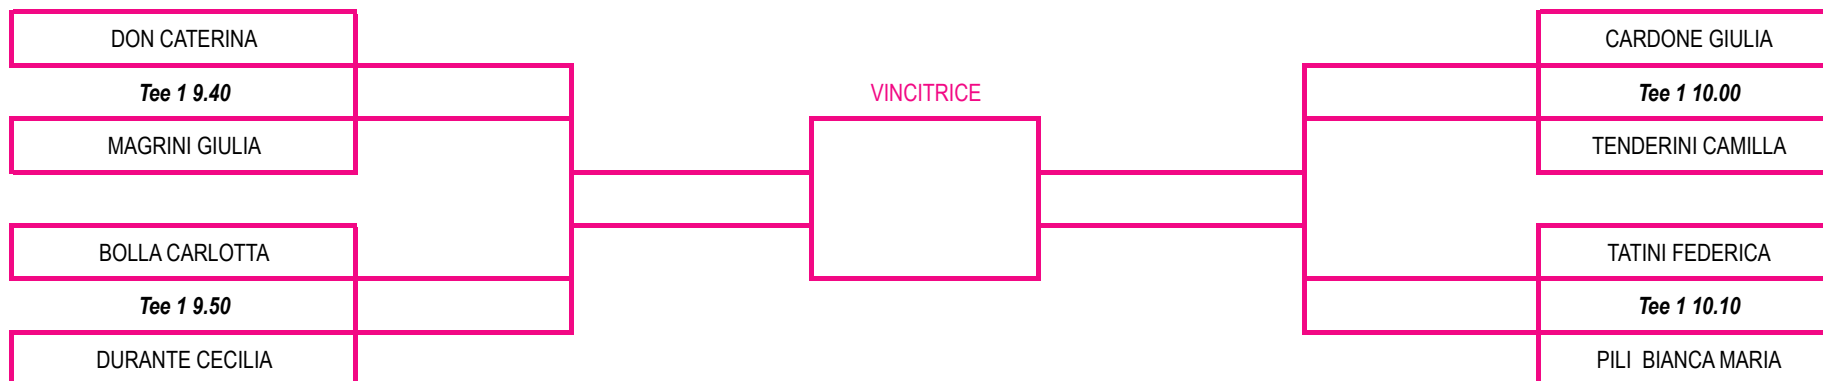 DON CATERINA
Tee 1 9.40
MAGRINI GIULIA
BOLLA CARLOTTA
Tee 1 9.50
DURANTE CECILIA
VINCITRICE
CARDONE GIULIA
Tee 1 10.00
TENDERINI CAMILLA
TATINI FEDERICA
Tee 1 10.10
PILI  BIANCA MARIA